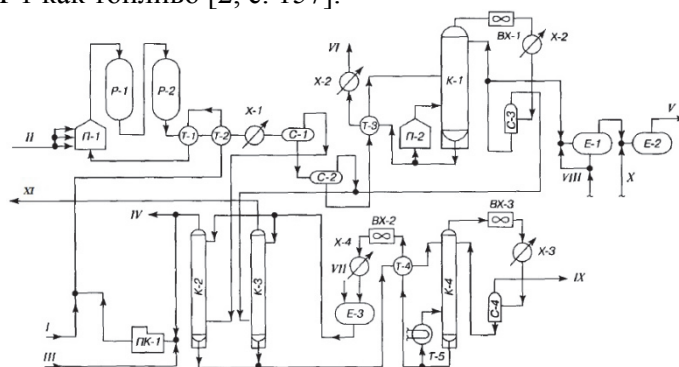 Г-1 как топливо [2, с. 157].
ВХ-1
Х-2
VI
Х-2
Р-1
Р-2
К-1
V
С-3
II
П-1
Т-1
Т-2
Х-1
С-1
Т-3
П-2
Е-1
Е-2
С-2
VIII
X
XI
IV
ВХ-2
ВХ-3
Х-4
VII
Т-4
Х-3
IX
К-2
К-3
Е-3
К-4
С-4
I
ПК-1
Т-5
III